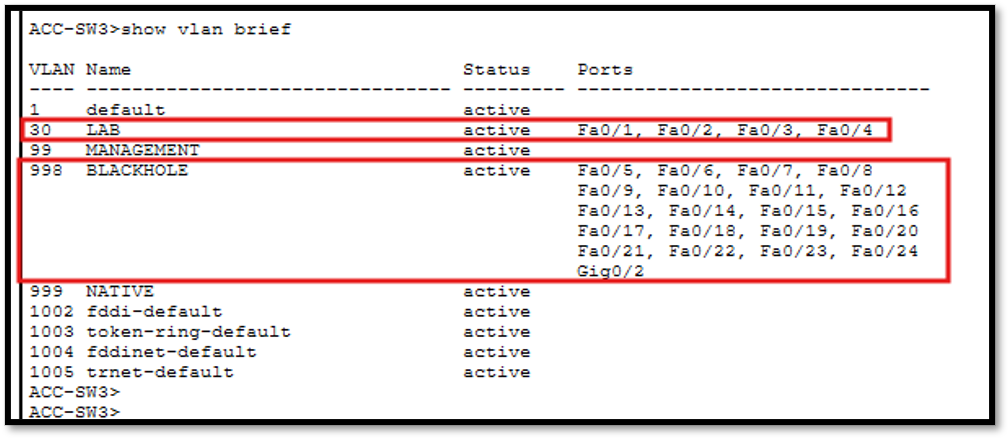 ACC-SW3>show vlan brief
VLAN Name Status Ports
---- -------------------------------- --------- -------------------------------
1 default active
30 LAB active Fa0/1, Fa0/2, Fa0/3, Fa0/4
99 MANAGEMENT active
998 BLACKHOLE active Fa0/5, Fa0/6, Fa0/7, Fa0/8
Fa0/9, Fa0/10, Fa0/11, Fa0/12
Fa0/13, Fa0/14, Fa0/15, Fa0/16
Fa0/17, Fa0/18, Fa0/19, Fa0/20
Fa0/21, Fa0/22, Fa0/23, Fa0/24
Gig0/2
999 NATIVE active
1002 fddi-default active
1003 token-ring-default active
1004 fddinet-default active
1005 trnet-default active
ACC-SW3>
ACC-SW3>